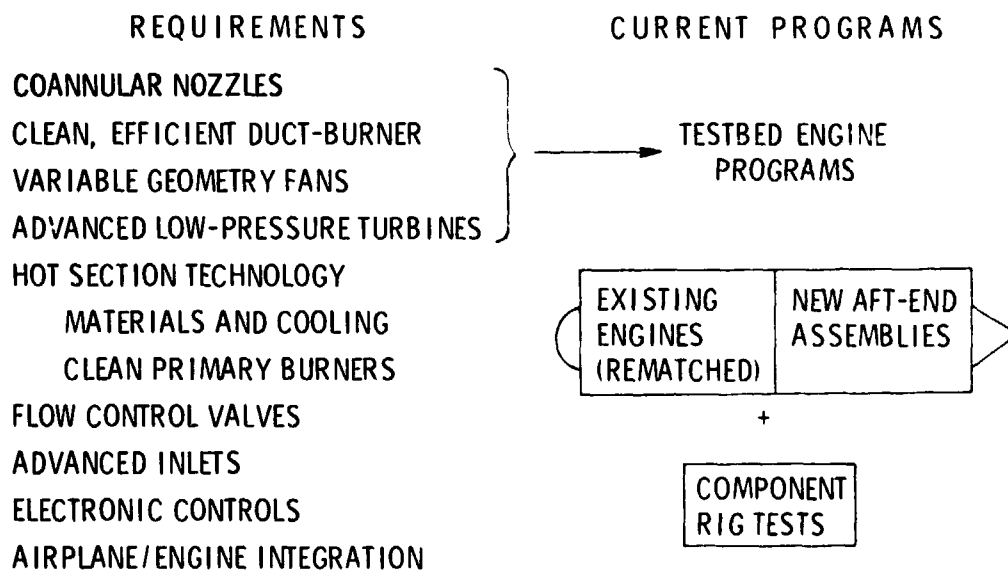 REQUIREMENTS
COANNULAR NOZZLES
CLEAN, EFFICIENT DUCT-BURNER
VARIABLE GEOMETRY FANS
ADVANCED LOW-PRESSURE TURBINES
HOT SECTION TECHNOLOGY
MATERIALS AND COOLING
CLEAN PRIMARY BURNERS
FLOW CONTROL VALVES
ADVANCED INLETS
ELECTRONIC CONTROLS
AIRPLANE/ENGINE INTEGRATION
CURRENT PROGRAMS
TESTBED ENGINE
PROGRAMS
EXISTING
ENGINES
(REMATCHED)
NEW AFT-END
ASSEMBLIES
+
COMPONENT
RIG TESTS